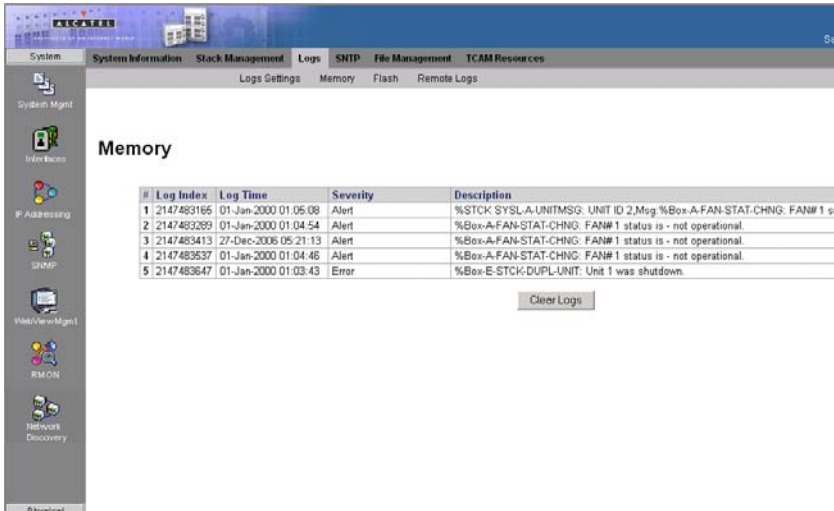 ALCATEL
Se
System
System Information Stack Management Logs SNTP File Management TCAM Resources
Logs Settings Memory Flash Remote Logs
System Mgmt
Interfaces
IP Addressing
SNMP
WebViewMgmt
RMON
Network Discovery
Physical
Memory
# Log Index Log Time Severity Description
1 2147483165 01-Jan-2000 01:05:08 Alert %STCK SYSL-A-UNITMSG: UNIT ID 2,Msg:%Box-A-FAN-STAT-CHNG: FAN# 1 s
2 2147483289 01-Jan-2000 01:04:54 Alert %Box-A-FAN-STAT-CHNG: FAN# 1 status is - not operational.
3 2147483413 27-Dec-2006 05:21:13 Alert %Box-A-FAN-STAT-CHNG: FAN# 1 status is - not operational.
4 2147483537 01-Jan-2000 01:04:46 Alert %Box-A-FAN-STAT-CHNG: FAN# 1 status is - not operational.
5 2147483647 01-Jan-2000 01:03:43 Error %Box-E-STCK-DUPL-UNIT: Unit 1 was shutdown.
Clear Logs